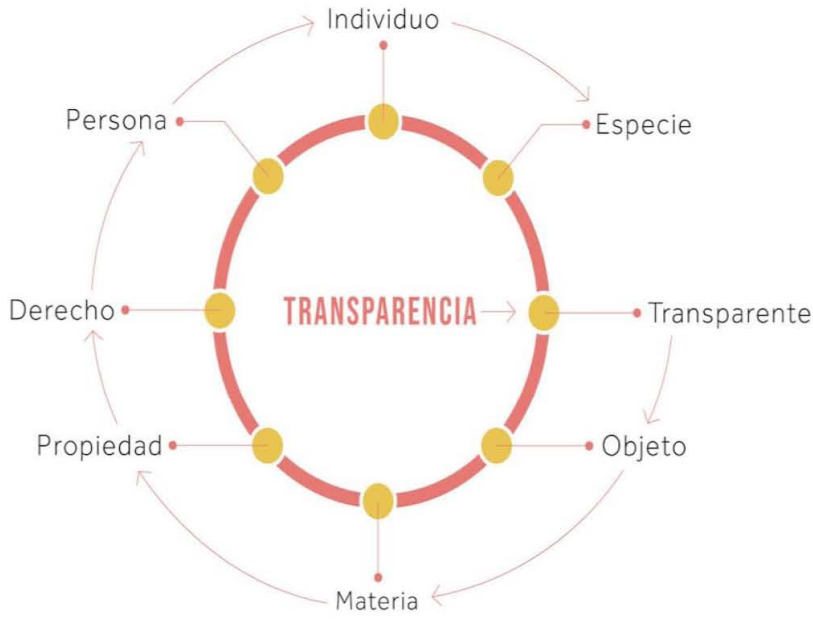 Individuo
Persona
Especie
Derecho
TRANSPARENCIA
Transparente
Propiedad
Objeto
Materia